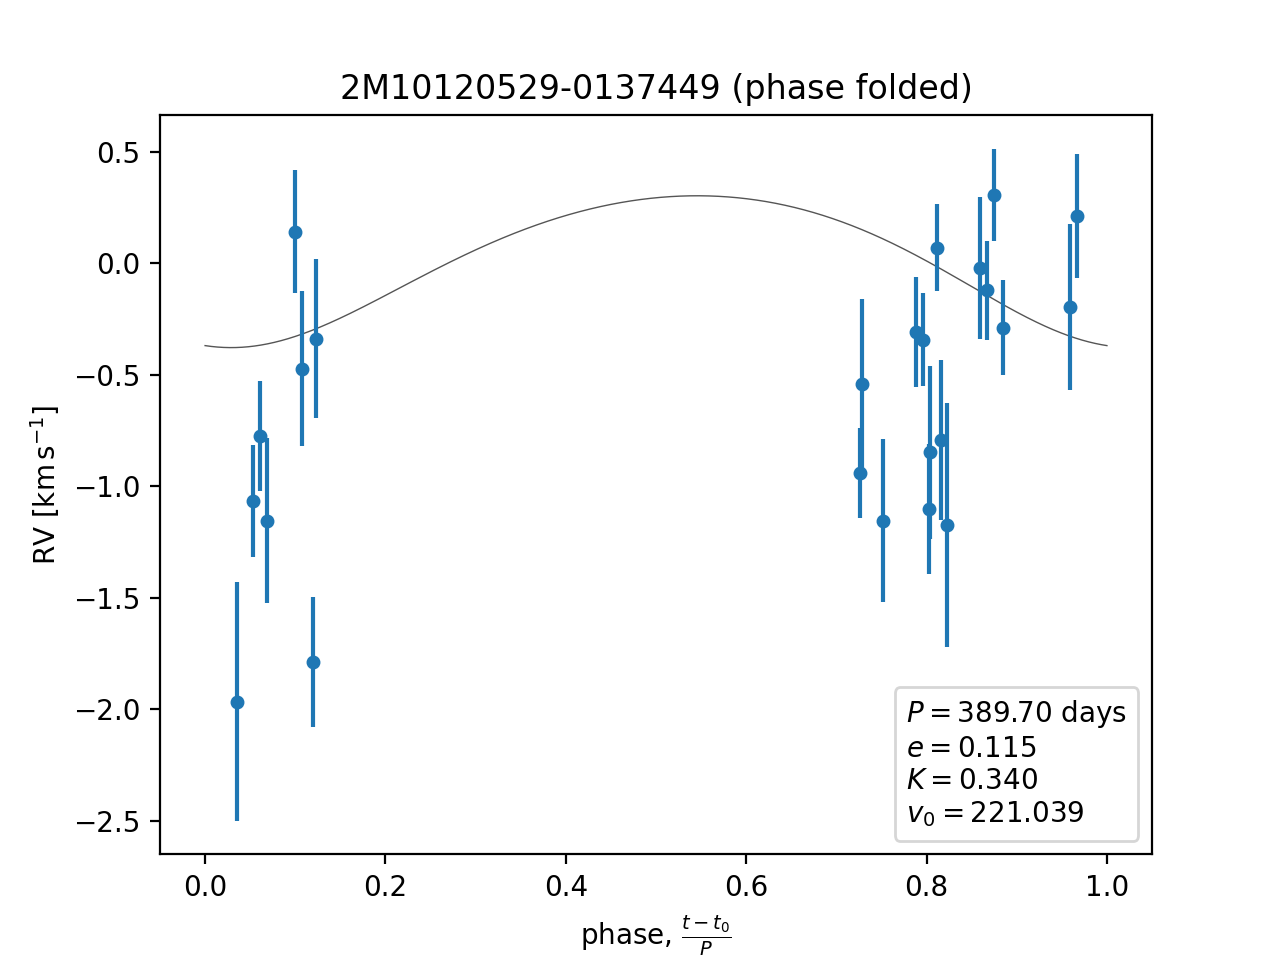 2M10120529-0137449 (phase folded)
0.5
0.0
−0.5
−1.0
−1.5
−2.0
−2.5
RV [km s⁻¹]
P = 389.70 days
e = 0.115
K = 0.340
v₀ = 221.039
0.0 0.2 0.4 0.6 0.8 1.0
phase, (t − t₀)/P